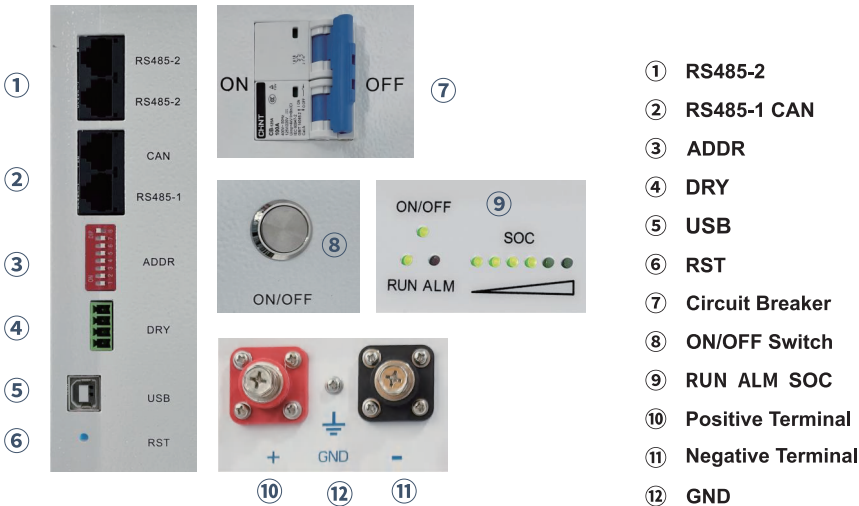 ①
②
③
④
⑤
⑥
RS485-2
RS485-2
CAN
RS485-1
ADDR
DRY
USB
RST
ON
OFF
⑦
CHNT
ON/OFF
⑧
ON/OFF
⑨
SOC
RUN ALM
+
GND
-
⑩
⑫
⑪
① RS485-2
② RS485-1 CAN
③ ADDR
④ DRY
⑤ USB
⑥ RST
⑦ Circuit Breaker
⑧ ON/OFF Switch
⑨ RUN ALM SOC
⑩ Positive Terminal
⑪ Negative Terminal
⑫ GND